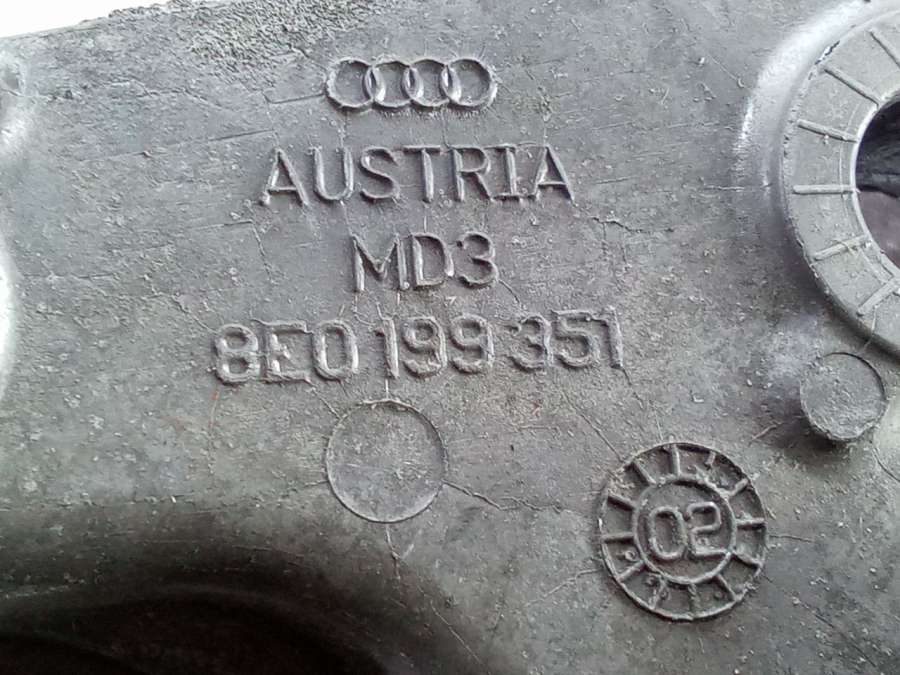 AUSTRIA
MD3
8E0 199 351
02